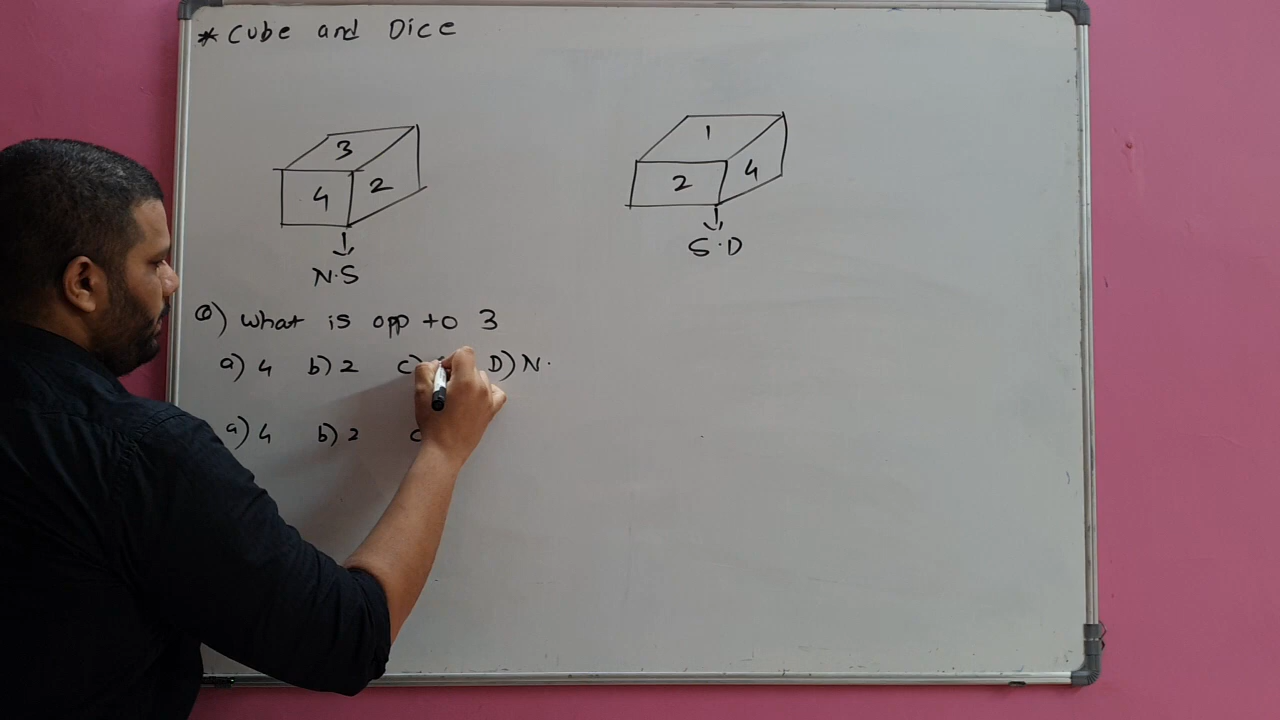 * Cube and Dice
3
4 2
N.S
1
2 4
S.D
Q) What is opp to 3
a) 4 b) 2 c) D) N.
a) 4 b) 2 c